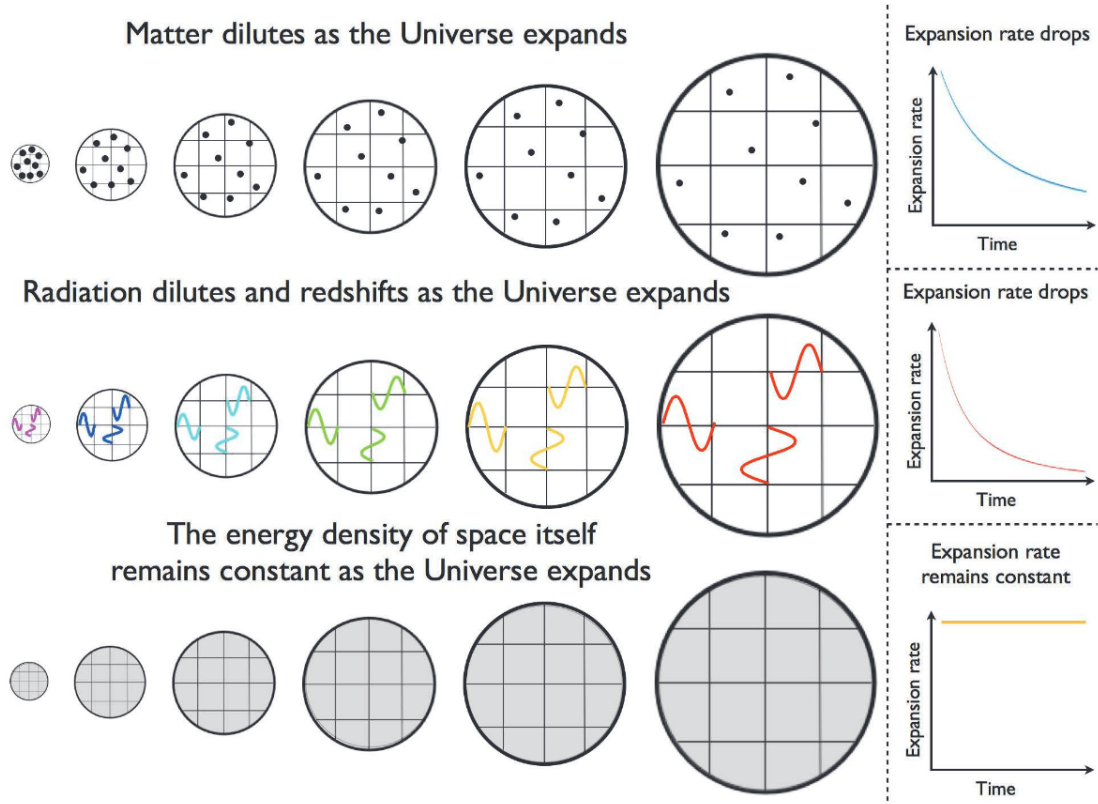 Matter dilutes as the Universe expands
Expansion rate drops
Expansion rate
Time
Radiation dilutes and redshifts as the Universe expands
Expansion rate drops
Expansion rate
Time
The energy density of space itself
remains constant as the Universe expands
Expansion rate
remains constant
Expansion rate
Time